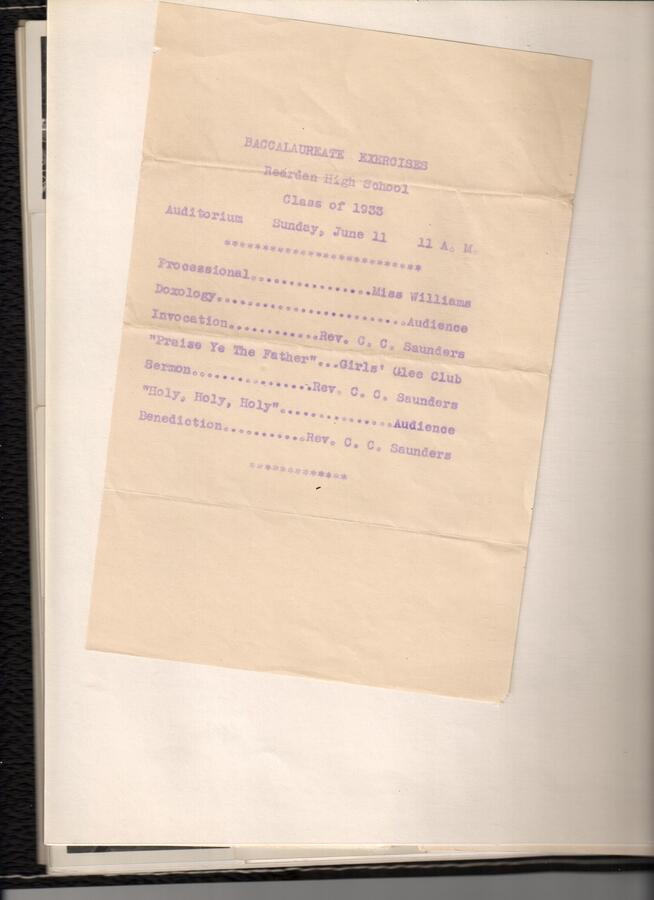 BACCALAUREATE EXERCISES
Reardan High School
Class of 1933
Auditorium Sunday, June 11 11 A. M.
**************************
Processional................Miss Williams
Doxology.........................Audience
Invocation............Rev. C. C. Saunders
"Praise Ye The Father"...Girls' Glee Club
Sermon................Rev. C. C. Saunders
"Holy, Holy, Holy"...............Audience
Benediction...........Rev. C. C. Saunders
*************